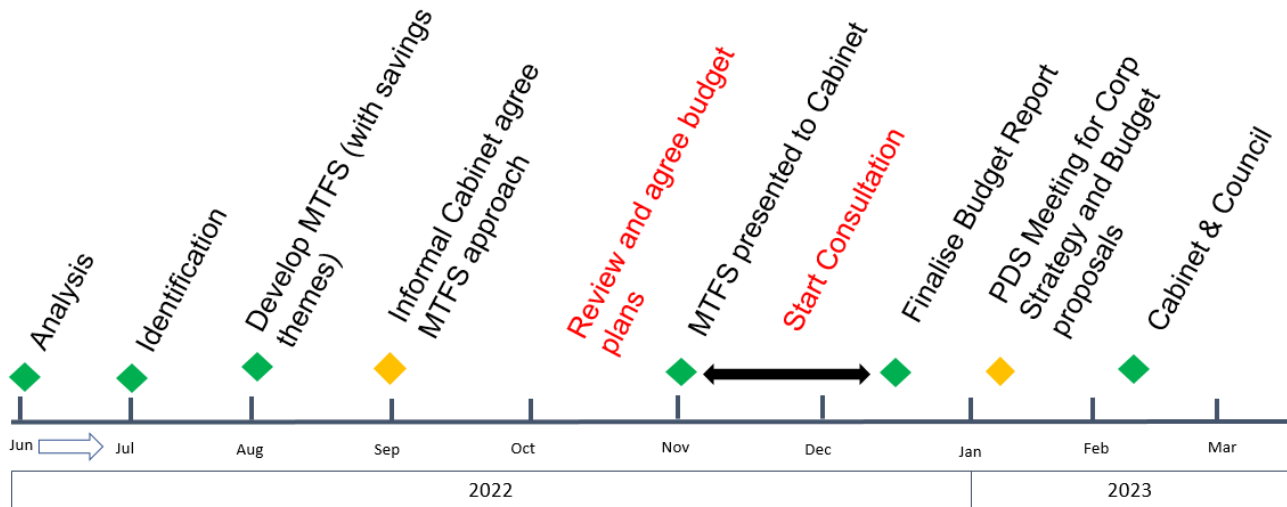 Analysis
Identification
Develop MTFS (with savings
themes)
Informal Cabinet agree
MTFS approach
Review and agree budget
plans
MTFS presented to Cabinet
Start Consultation
Finalise Budget Report
PDS Meeting for Corp
Strategy and Budget
proposals
Cabinet & Council
Jun
Jul
Aug
Sep
Oct
Nov
Dec
Jan
Feb
Mar
2022
2023